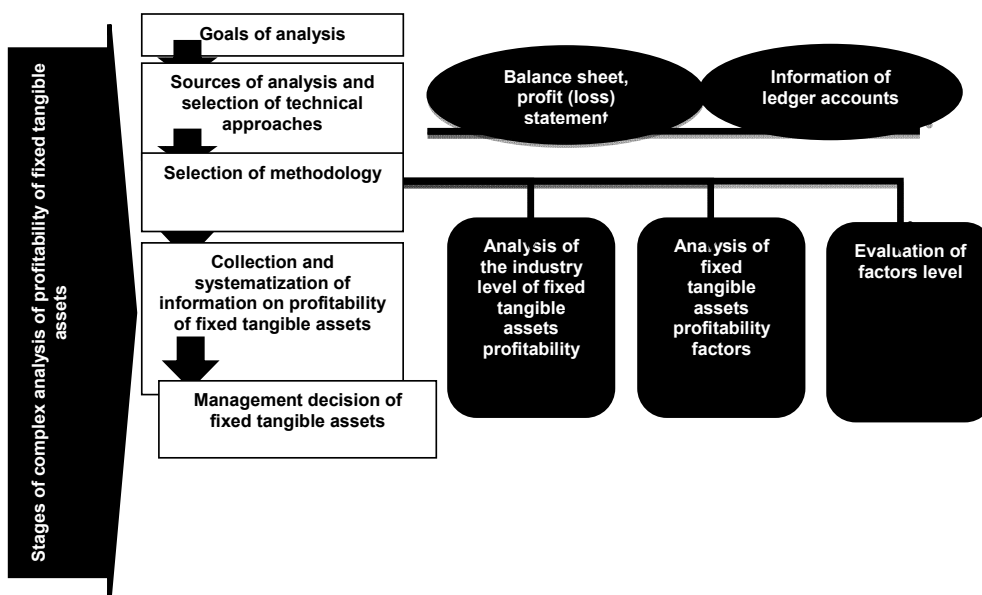 Stages of complex analysis of profitability of fixed tangible
assets
Goals of analysis
Sources of analysis and
selection of technical
approaches
Balance sheet,
profit (loss)
statement
Information of
ledger accounts
Selection of methodology
Analysis of
the industry
level of fixed
tangible
assets
profitability
Analysis of
fixed
tangible
assets
profitability
factors
Evaluation of
factors level
Collection and
systematization of
information on profitability
of fixed tangible assets
Management decision of
fixed tangible assets